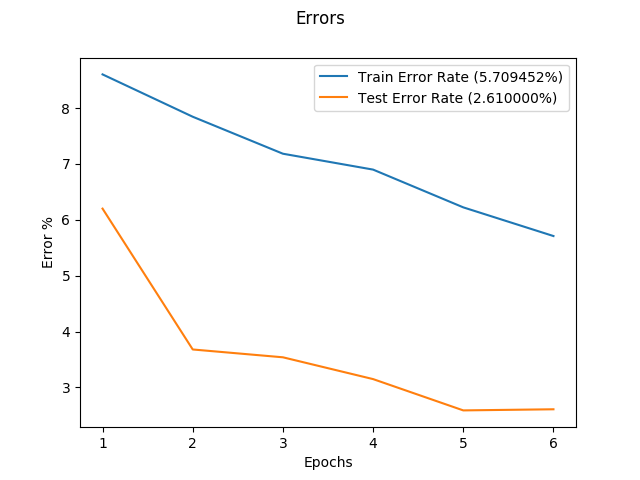 Errors
Train Error Rate (5.709452%)
Test Error Rate (2.610000%)
Error %
8
7
6
5
4
3
1 2 3 4 5 6
Epochs